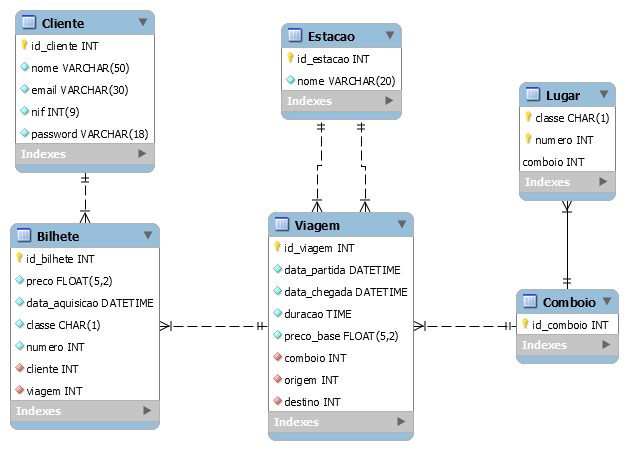 Cliente
id_cliente INT
nome VARCHAR(50)
email VARCHAR(30)
nif INT(9)
password VARCHAR(18)
Indexes
Estacao
id_estacao INT
nome VARCHAR(20)
Indexes
Lugar
classe CHAR(1)
numero INT
comboio INT
Indexes
Bilhete
id_bilhete INT
preco FLOAT(5,2)
data_aquisicao DATETIME
classe CHAR(1)
numero INT
cliente INT
viagem INT
Indexes
Viagem
id_viagem INT
data_partida DATETIME
data_chegada DATETIME
duracao TIME
preco_base FLOAT(5,2)
comboio INT
origem INT
destino INT
Indexes
Comboio
id_comboio INT
Indexes